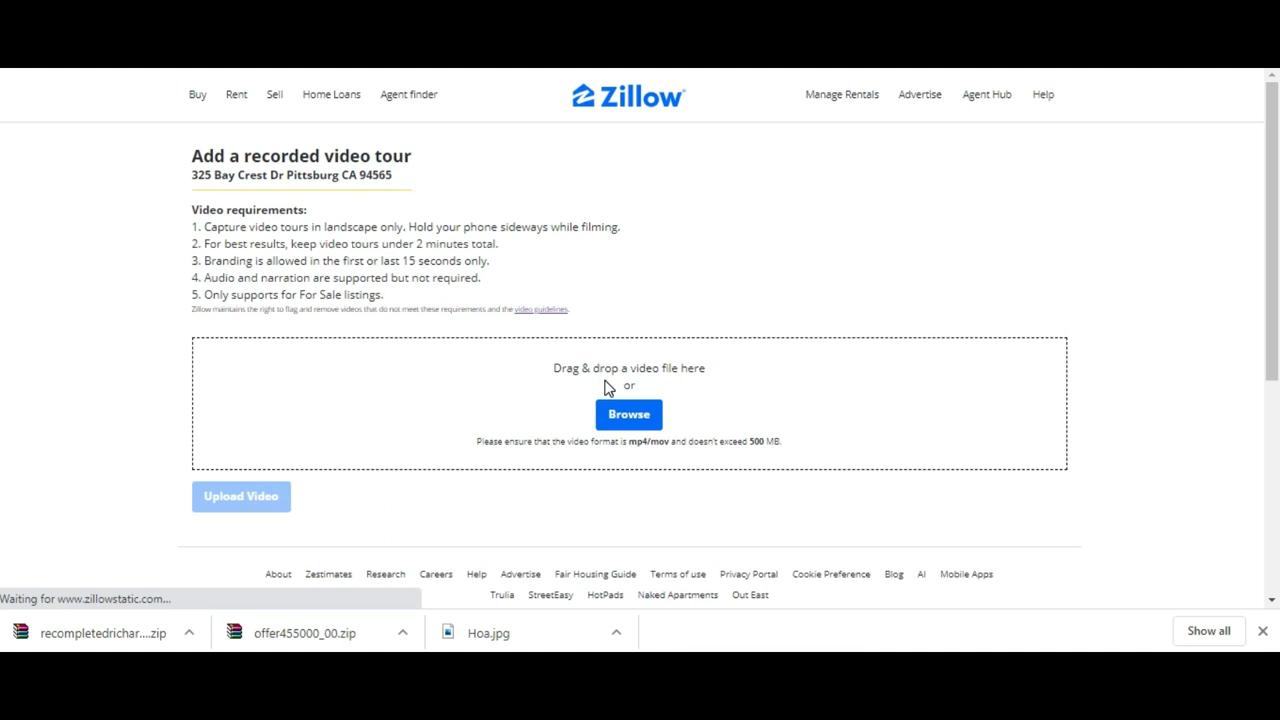 Buy Rent Sell Home Loans Agent finder Zillow Manage Rentals Advertise Agent Hub Help
Add a recorded video tour
325 Bay Crest Dr Pittsburg CA 94565
Video requirements:
1. Capture video tours in landscape only. Hold your phone sideways while filming.
2. For best results, keep video tours under 2 minutes total.
3. Branding is allowed in the first or last 15 seconds only.
4. Audio and narration are supported but not required.
5. Only supports for For Sale listings.
Zillow maintains the right to flag and remove videos that do not meet these requirements and the video guidelines.
Drag & drop a video file here
or
Browse
Please ensure that the video format is mp4/mov and doesn't exceed 500 MB.
Upload Video
About Zestimates Research Careers Help Advertise Fair Housing Guide Terms of use Privacy Portal Cookie Preference Blog AI Mobile Apps
Trulia StreetEasy HotPads Naked Apartments Out East
Waiting for www.zillowstatic.com...
recompletedrichar....zip offer455000_00.zip Hoa.jpg Show all